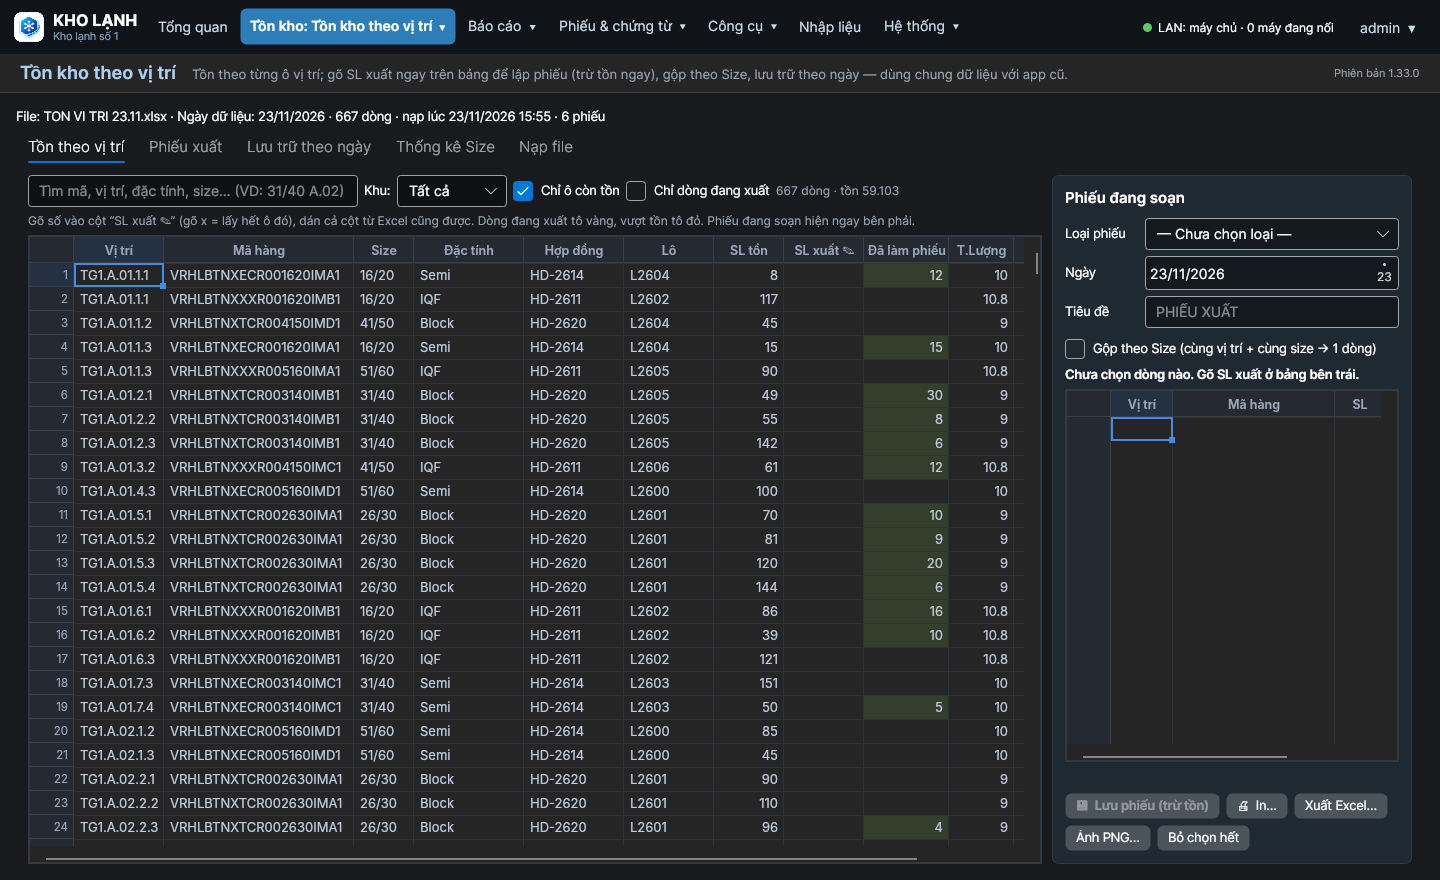 KHO LẠNH
Kho lạnh số 1
Tổng quan
Tồn kho: Tồn kho theo vị trí ▾
Báo cáo ▾
Phiếu & chứng từ ▾
Công cụ ▾
Nhập liệu
Hệ thống ▾
LAN: máy chủ · 0 máy đang nối
admin ▾
Tồn kho theo vị trí
Tồn theo từng ô vị trí; gõ SL xuất ngay trên bảng để lập phiếu (trừ tồn ngay), gộp theo Size, lưu trữ theo ngày — dùng chung dữ liệu với app cũ.
Phiên bản 1.33.0
File: TON VI TRI 23.11.xlsx · Ngày dữ liệu: 23/11/2026 · 667 dòng · nạp lúc 23/11/2026 15:55 · 6 phiếu
Tồn theo vị trí
Phiếu xuất
Lưu trữ theo ngày
Thống kê Size
Nạp file
Tìm mã, vị trí, đặc tính, size... (VD: 31/40 A.02)
Khu:
Tất cả
Chỉ ô còn tồn
Chỉ dòng đang xuất
667 dòng · tồn 59.103
Gõ số vào cột “SL xuất ✎” (gõ x = lấy hết ô đó), dán cả cột từ Excel cũng được. Dòng đang xuất tô vàng, vượt tồn tô đỏ. Phiếu đang soạn hiện ngay bên phải.
Vị trí Mã hàng Size Đặc tính Hợp đồng Lô SL tồn SL xuất ✎ Đã làm phiếu T.Lượng
1 TG1.A.01.1.1 VRHLBTNXECR001620IMA1 16/20 Semi HD-2614 L2604 8 12 10
2 TG1.A.01.1.1 VRHLBTNXXXR001620IMB1 16/20 IQF HD-2611 L2602 117 10.8
3 TG1.A.01.1.2 VRHLBTNXTCR004150IMD1 41/50 Block HD-2620 L2604 45 9
4 TG1.A.01.1.3 VRHLBTNXECR001620IMA1 16/20 Semi HD-2614 L2604 15 15 10
5 TG1.A.01.1.3 VRHLBTNXXXR005160IMA1 51/60 IQF HD-2611 L2605 90 10.8
6 TG1.A.01.2.1 VRHLBTNXTCR003140IMB1 31/40 Block HD-2620 L2605 49 30 9
7 TG1.A.01.2.2 VRHLBTNXTCR003140IMB1 31/40 Block HD-2620 L2605 55 8 9
8 TG1.A.01.2.3 VRHLBTNXTCR003140IMB1 31/40 Block HD-2620 L2605 142 6 9
9 TG1.A.01.3.2 VRHLBTNXXXR004150IMC1 41/50 IQF HD-2611 L2606 61 12 10.8
10 TG1.A.01.4.3 VRHLBTNXECR005160IMD1 51/60 Semi HD-2614 L2600 100 10
11 TG1.A.01.5.1 VRHLBTNXTCR002630IMA1 26/30 Block HD-2620 L2601 70 10 9
12 TG1.A.01.5.2 VRHLBTNXTCR002630IMA1 26/30 Block HD-2620 L2601 81 9 9
13 TG1.A.01.5.3 VRHLBTNXTCR002630IMA1 26/30 Block HD-2620 L2601 120 20 9
14 TG1.A.01.5.4 VRHLBTNXTCR002630IMA1 26/30 Block HD-2620 L2601 144 6 9
15 TG1.A.01.6.1 VRHLBTNXXXR001620IMB1 16/20 IQF HD-2611 L2602 86 16 10.8
16 TG1.A.01.6.2 VRHLBTNXXXR001620IMB1 16/20 IQF HD-2611 L2602 39 10 10.8
17 TG1.A.01.6.3 VRHLBTNXXXR001620IMB1 16/20 IQF HD-2611 L2602 121 10.8
18 TG1.A.01.7.3 VRHLBTNXECR003140IMC1 31/40 Semi HD-2614 L2603 151 10
19 TG1.A.01.7.4 VRHLBTNXECR003140IMC1 31/40 Semi HD-2614 L2603 50 5 10
20 TG1.A.02.1.2 VRHLBTNXECR005160IMD1 51/60 Semi HD-2614 L2600 85 10
21 TG1.A.02.1.3 VRHLBTNXECR005160IMD1 51/60 Semi HD-2614 L2600 45 10
22 TG1.A.02.2.1 VRHLBTNXTCR002630IMA1 26/30 Block HD-2620 L2601 90 9
23 TG1.A.02.2.2 VRHLBTNXTCR002630IMA1 26/30 Block HD-2620 L2601 110 9
24 TG1.A.02.2.3 VRHLBTNXTCR002630IMA1 26/30 Block HD-2620 L2601 96 4 9
Phiếu đang soạn
Loại phiếu — Chưa chọn loại —
Ngày 23/11/2026 23
Tiêu đề PHIẾU XUẤT
Gộp theo Size (cùng vị trí + cùng size → 1 dòng)
Chưa chọn dòng nào. Gõ SL xuất ở bảng bên trái.
Vị trí Mã hàng SL
Lưu phiếu (trừ tồn)
In...
Xuất Excel...
Ảnh PNG...
Bỏ chọn hết